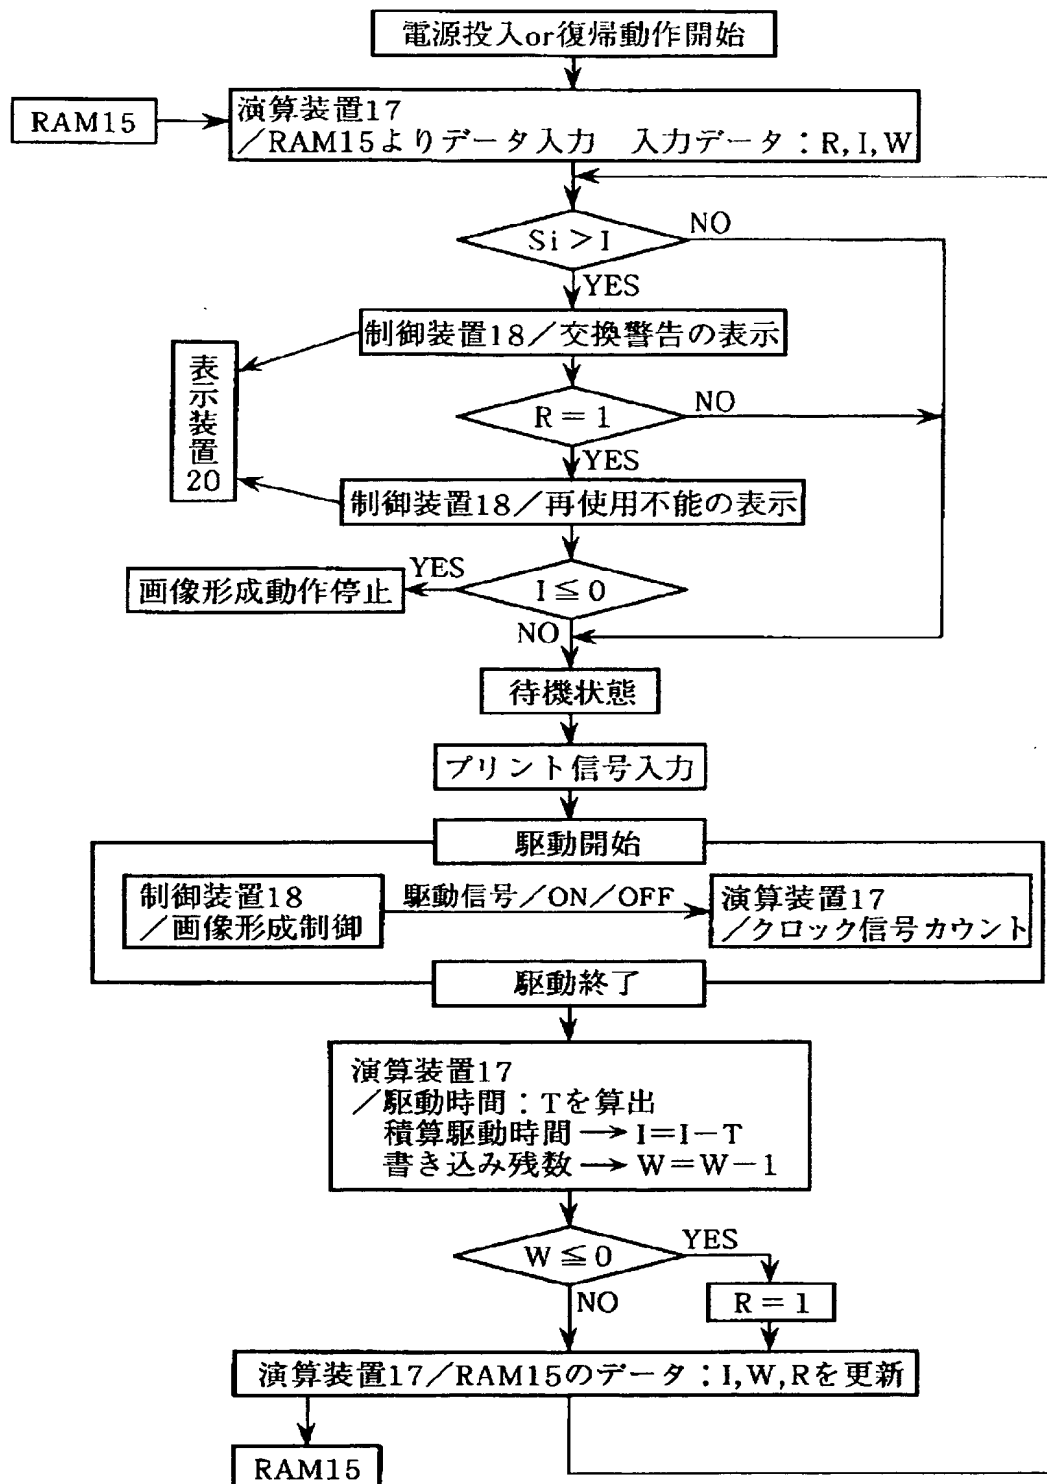 電源投入or復帰動作開始
RAM15
演算装置17
／RAM15よりデータ入力　入力データ：R, I, W
Si＞I
NO
YES
制御装置18／交換警告の表示
表示装置20
R＝1
NO
YES
制御装置18／再使用不能の表示
YES
画像形成動作停止
I≦0
NO
待機状態
プリント信号入力
駆動開始
制御装置18
／画像形成制御
駆動信号／ON／OFF
演算装置17
／クロック信号カウント
駆動終了
演算装置17
／駆動時間：Tを算出
積算駆動時間→I=I−T
書き込み残数→W=W−1
W≦0
YES
NO
R＝1
演算装置17／RAM15のデータ：I,W,Rを更新
RAM15